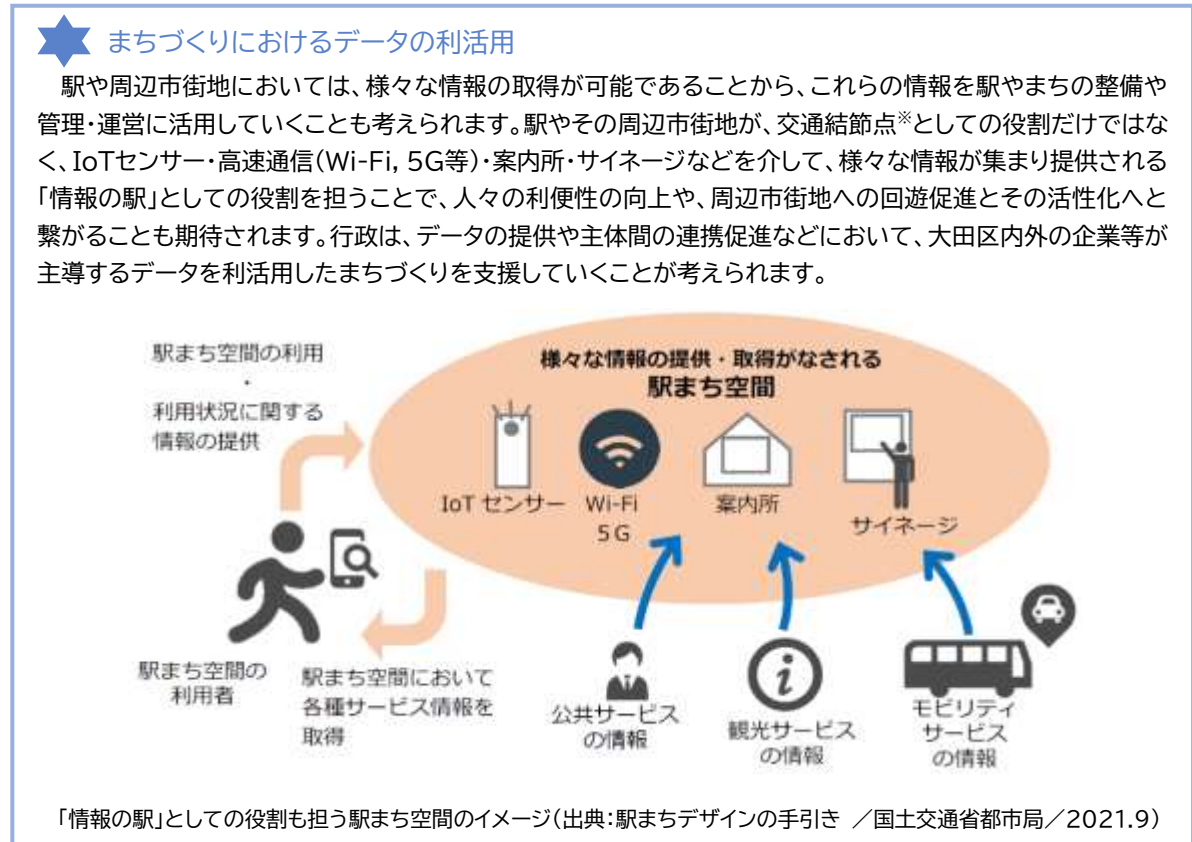 まちづくりにおけるデータの利活用
駅や周辺市街地においては、様々な情報の取得が可能であることから、これらの情報を駅やまちの整備や
管理・運営に活用していくことも考えられます。駅やその周辺市街地が、交通結節点※としての役割だけではな
く、IoTセンサー・高速通信(Wi-Fi, 5G等)・案内所・サイネージなどを介して、様々な情報が集まり提供される
「情報の駅」としての役割を担うことで、人々の利便性の向上や、周辺市街地への回遊促進とその活性化へと
繋がることも期待されます。行政は、データの提供や主体間の連携促進などにおいて、大田区内外の企業等が
主導するデータを利活用したまちづくりを支援していくことが考えられます。
駅まち空間の利用
・
利用状況に関する
情報の提供
様々な情報の提供・取得がなされる
駅まち空間
IoT センサー
Wi-Fi
5G
案内所
サイネージ
駅まち空間の
利用者
駅まち空間において
各種サービス情報を
取得
公共サービス
の情報
i
観光サービス
の情報
モビリティ
サービス
の情報
「情報の駅」としての役割も担う駅まち空間のイメージ(出典:駅まちデザインの手引き ／国土交通省都市局／2021.9)